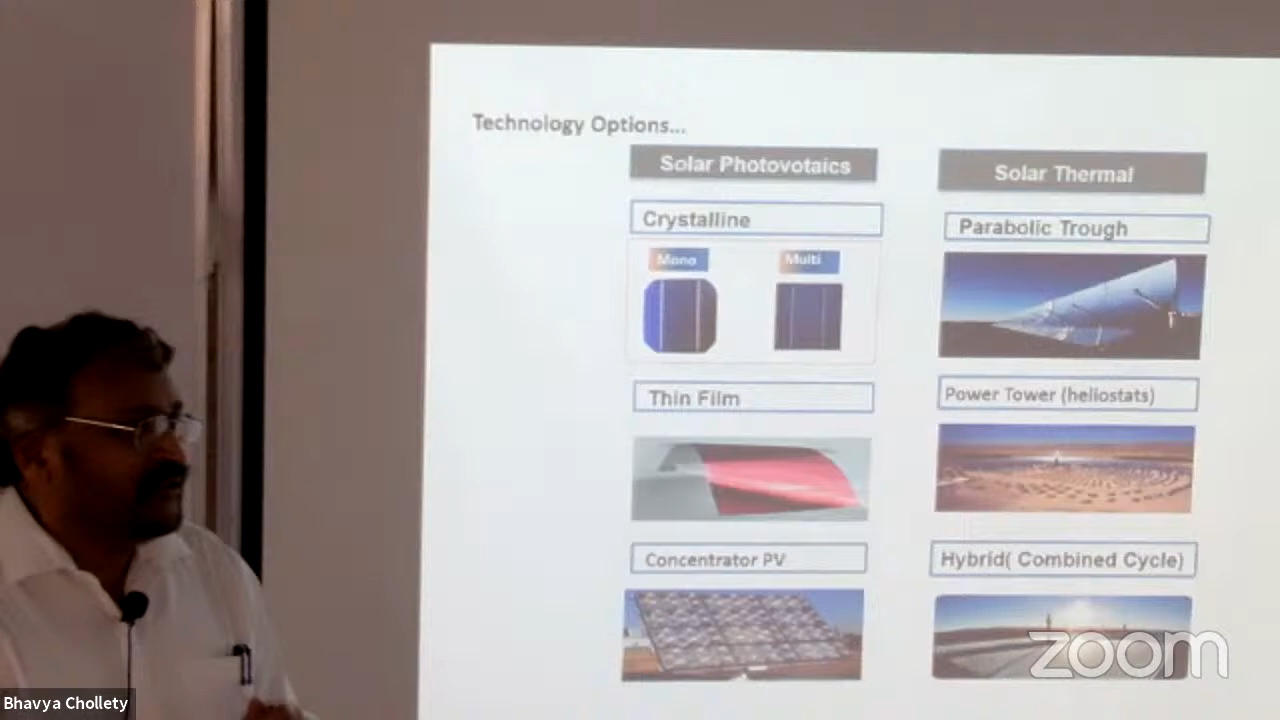 Technology Options...
Solar Photovotaics
Solar Thermal
Crystalline
Parabolic Trough
Mono
Multi
Thin Film
Power Tower (heliostats)
Concentrator PV
Hybrid( Combined Cycle)
zoom
Bhavya Chollety